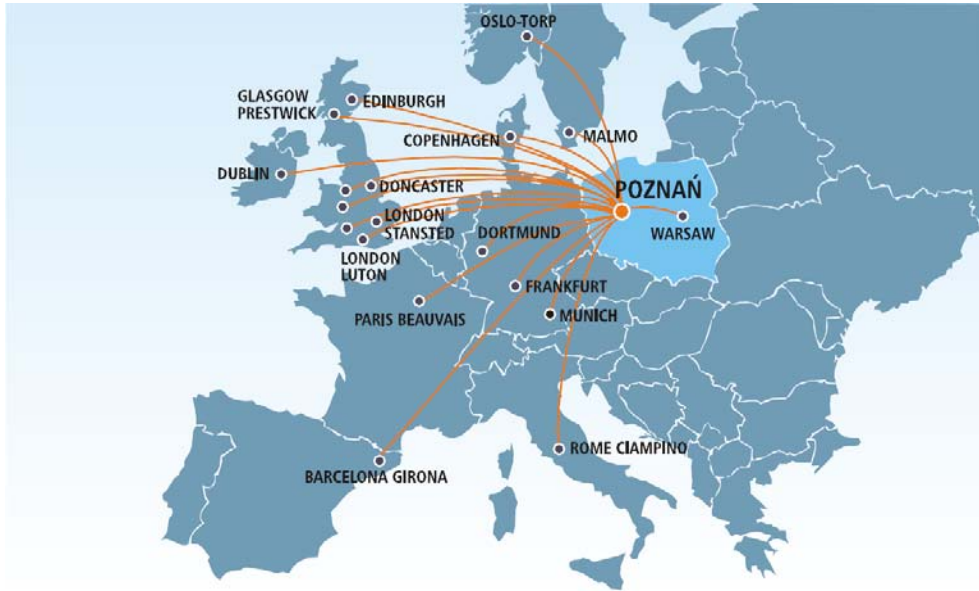 OSLO-TORP
GLASGOW
PRESTWICK
EDINBURGH
COPENHAGEN
MALMO
DUBLIN
DONCASTER
POZNAŃ
LONDON
STANSTED
DORTMUND
WARSAW
LONDON
LUTON
FRANKFURT
PARIS BEAUVAIS
MUNICH
ROME CIAMPINO
BARCELONA GIRONA